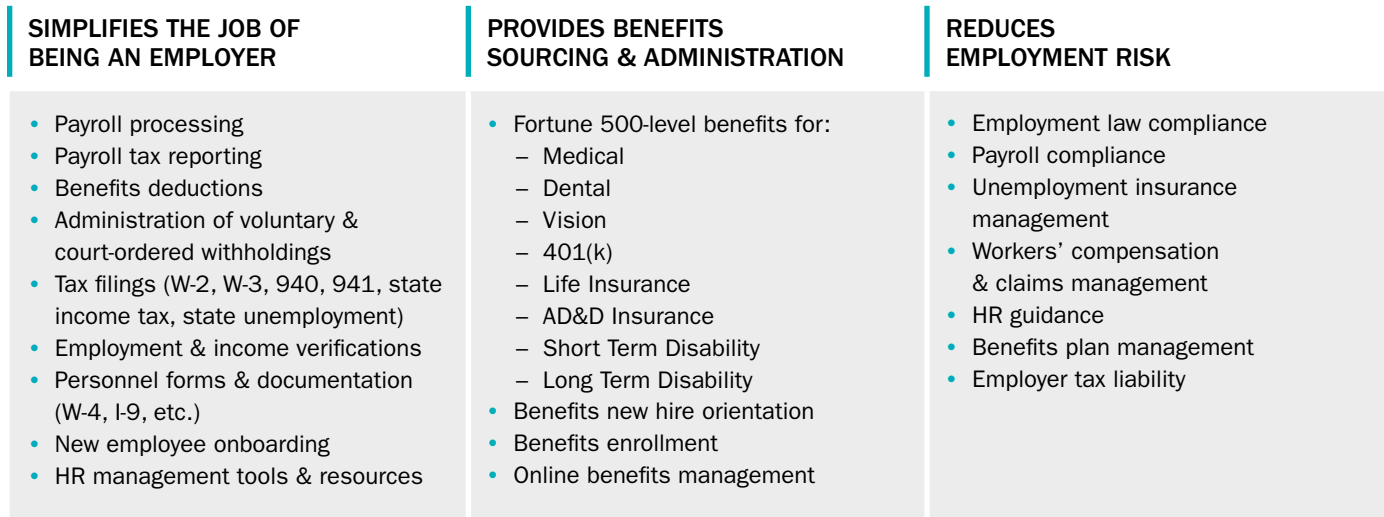 SIMPLIFIES THE JOB OF
BEING AN EMPLOYER
• Payroll processing
• Payroll tax reporting
• Benefits deductions
• Administration of voluntary &
court-ordered withholdings
• Tax filings (W-2, W-3, 940, 941, state
income tax, state unemployment)
• Employment & income verifications
• Personnel forms & documentation
(W-4, I-9, etc.)
• New employee onboarding
• HR management tools & resources
PROVIDES BENEFITS
SOURCING & ADMINISTRATION
• Fortune 500-level benefits for:
– Medical
– Dental
– Vision
– 401(k)
– Life Insurance
– AD&D Insurance
– Short Term Disability
– Long Term Disability
• Benefits new hire orientation
• Benefits enrollment
• Online benefits management
REDUCES
EMPLOYMENT RISK
• Employment law compliance
• Payroll compliance
• Unemployment insurance
management
• Workers’ compensation
& claims management
• HR guidance
• Benefits plan management
• Employer tax liability